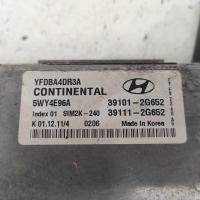 YFDBA4DR3A
CONTINENTAL
5WY4E96A
39101-2G652
Index 01 SIM2K-240
39111-2G652
K 01.12.11/4 0206
Made in Korea